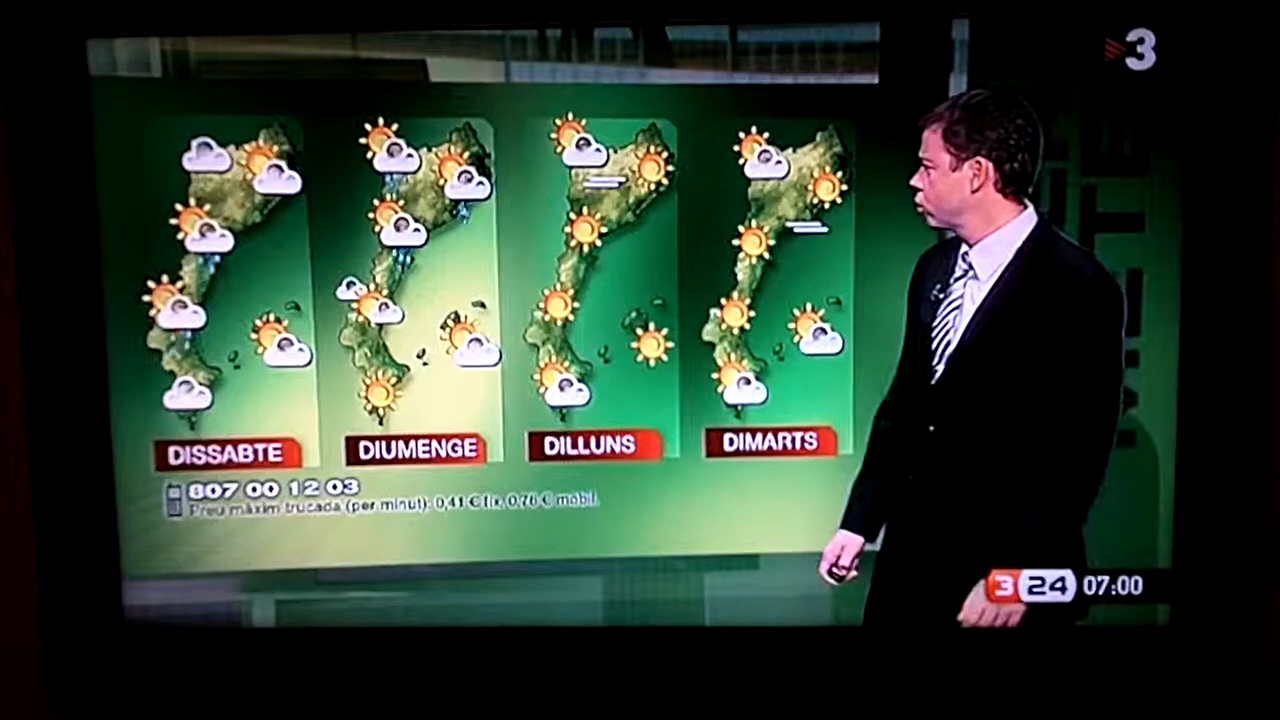 3
DISSABTE
DIUMENGE
DILLUNS
DIMARTS
807 00 12 03
Preu màxim trucada (per minut): 0,41 € fix, 0,76 € mòbil.
3 24 07:00